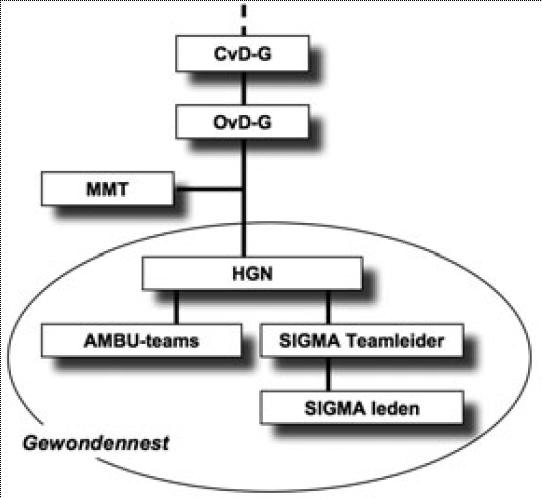 CvD-G
OvD-G
MMT
HGN
AMBU-teams
SIGMA Teamleider
SIGMA leden
Gewondennest